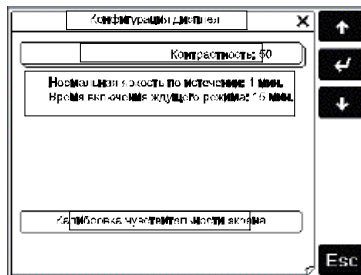 Конфигурация дисплея
Контрастность: 50
Нормальная яркость по истечении: 1 мин.
Время включения ждущего режима: 15 мин.
Калибровка чувствительности экрана
Esc